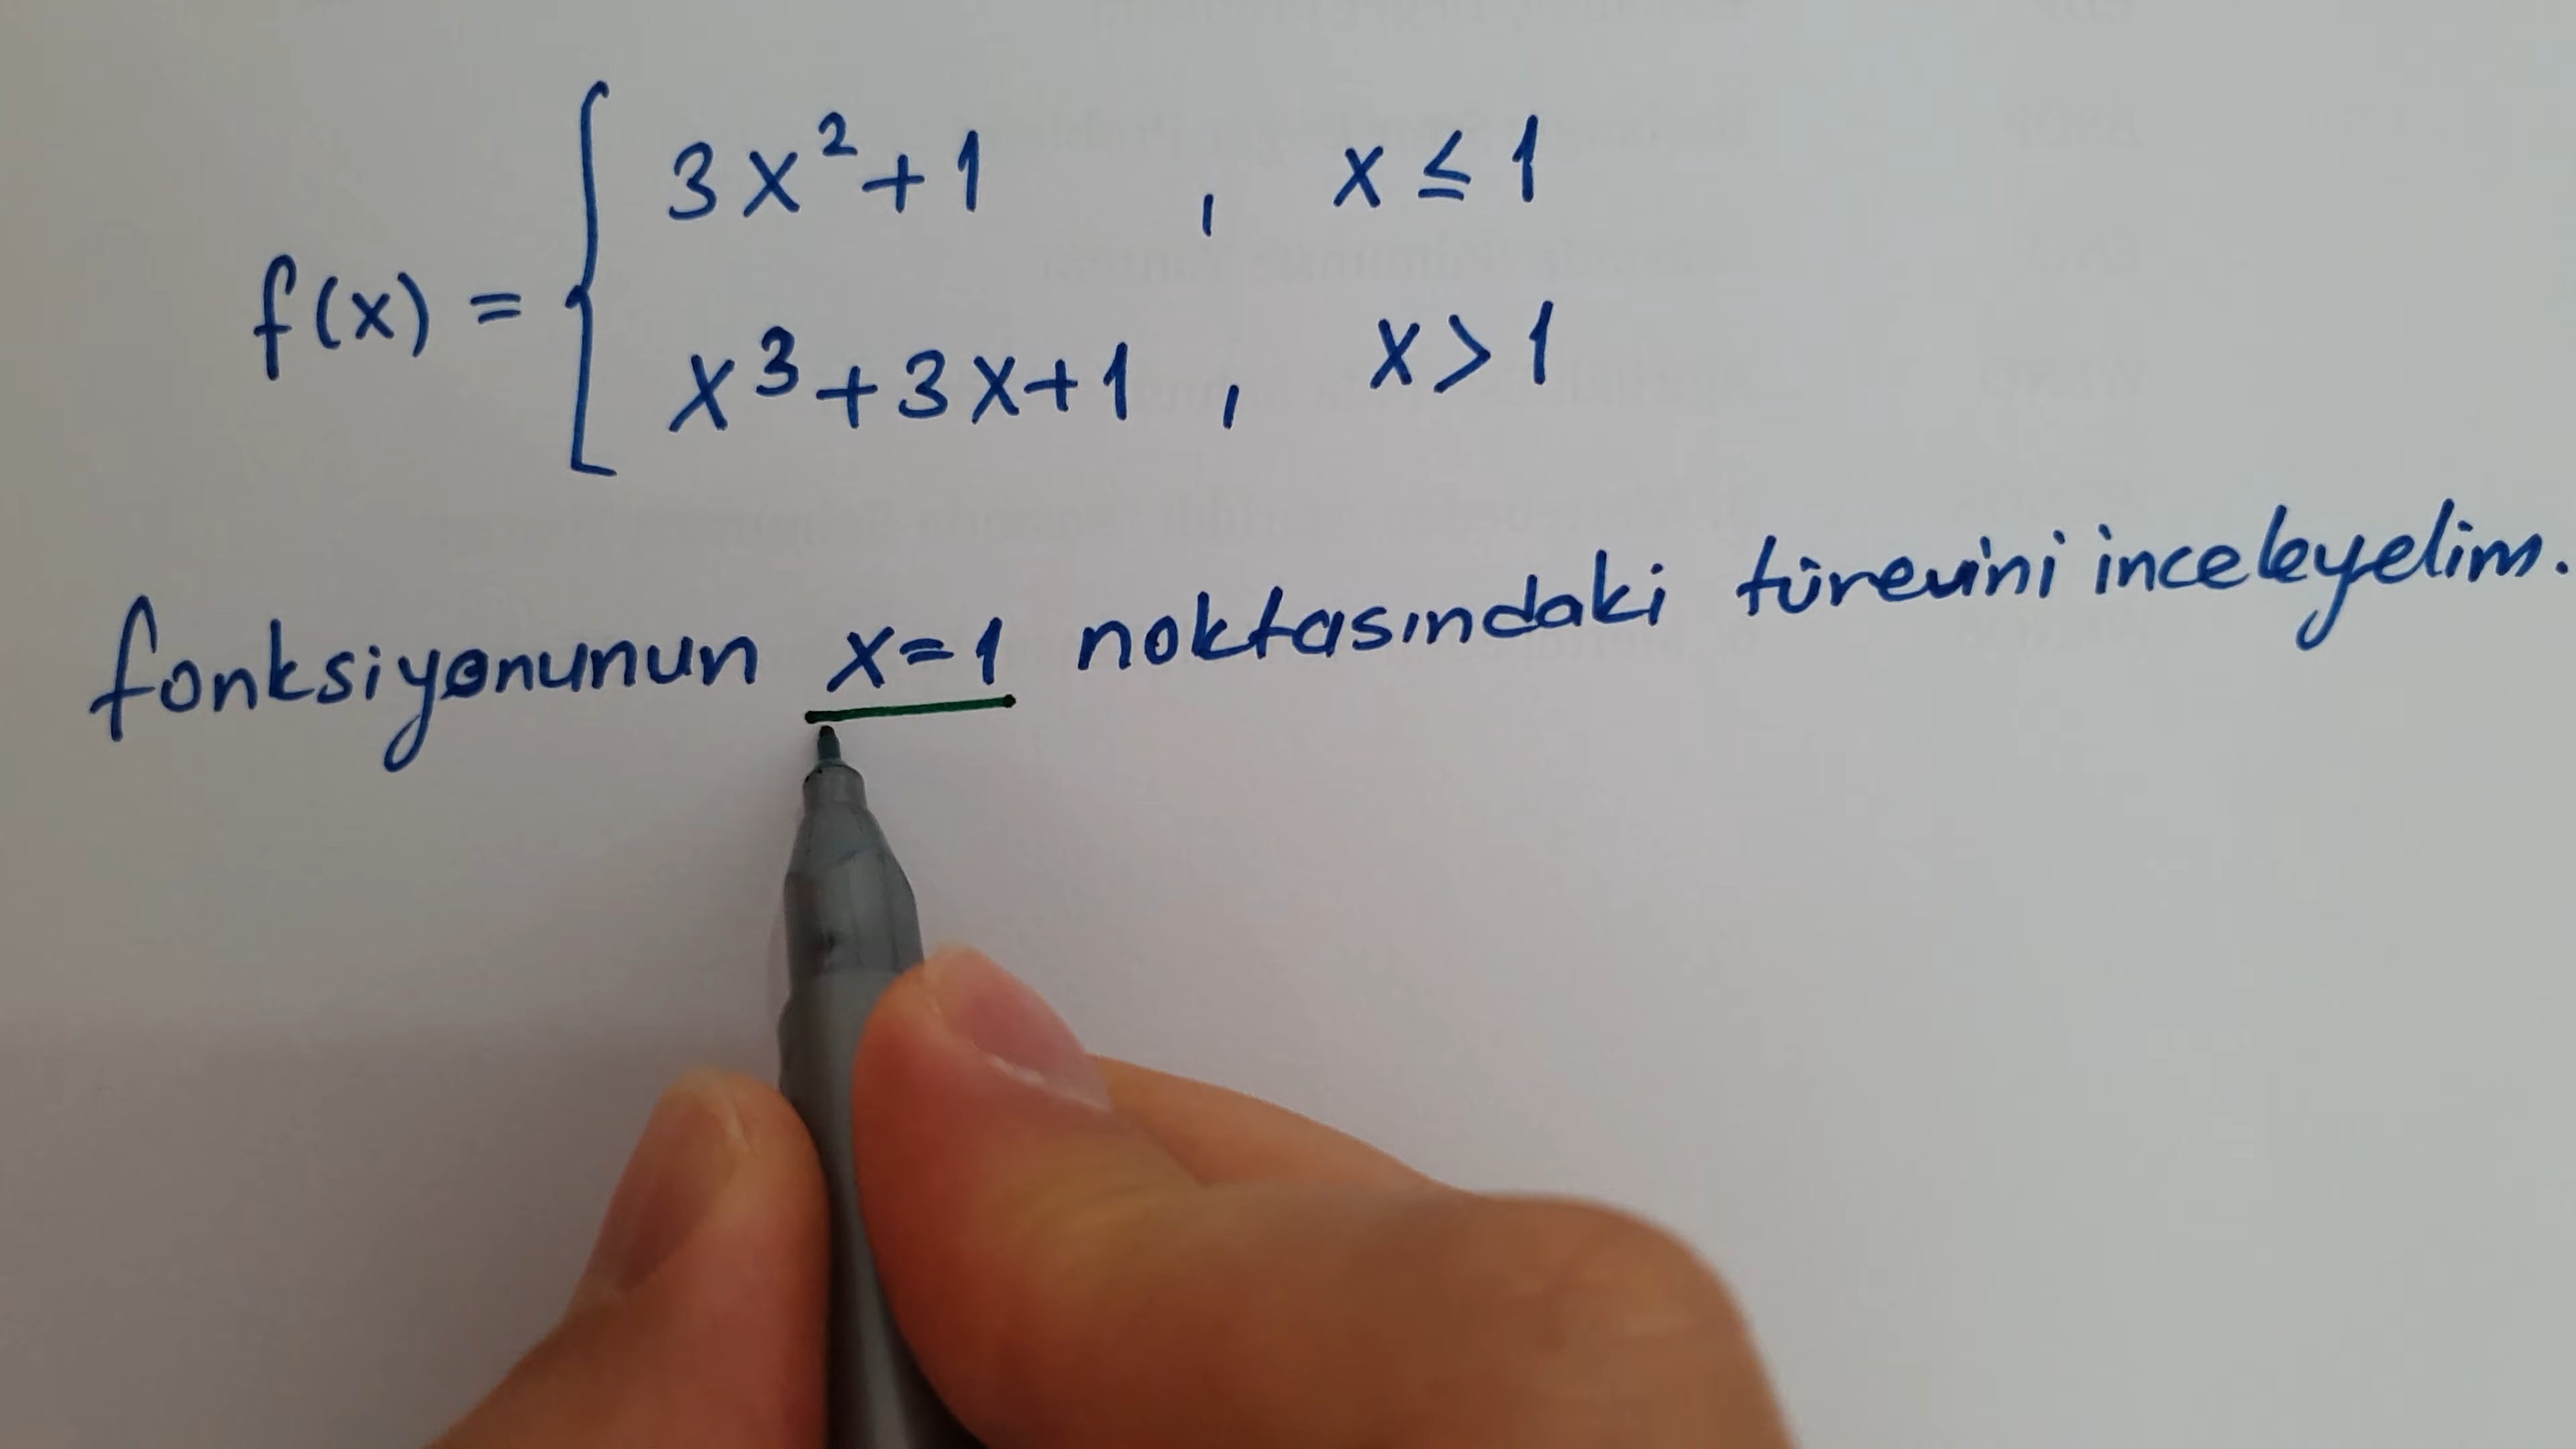 f(x) = { 3x²+1 , x ≤ 1
x³+3x+1 , x>1
fonksiyonunun x=1 noktasındaki türevini inceleyelim.